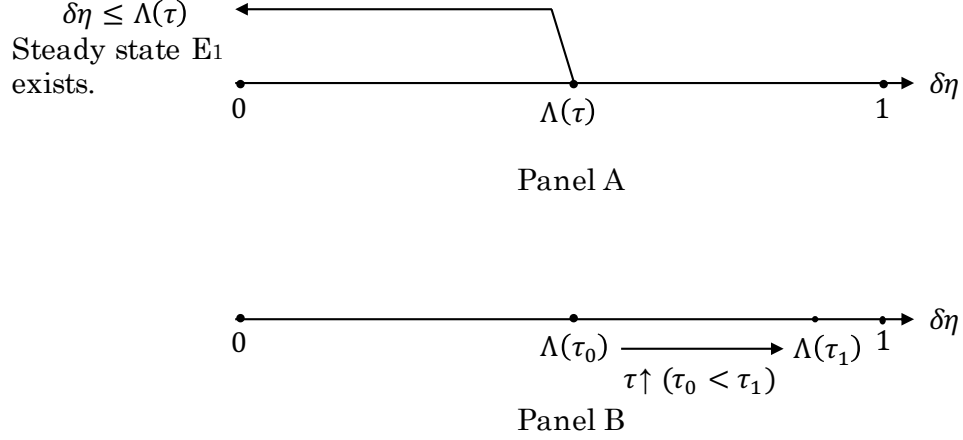 δη ≤ Λ(τ)
Steady state E1
exists.
δη
0
Λ(τ)
1
Panel A
δη
0
Λ(τ₀)
Λ(τ₁)
1
τ↑ (τ₀ < τ₁)
Panel B